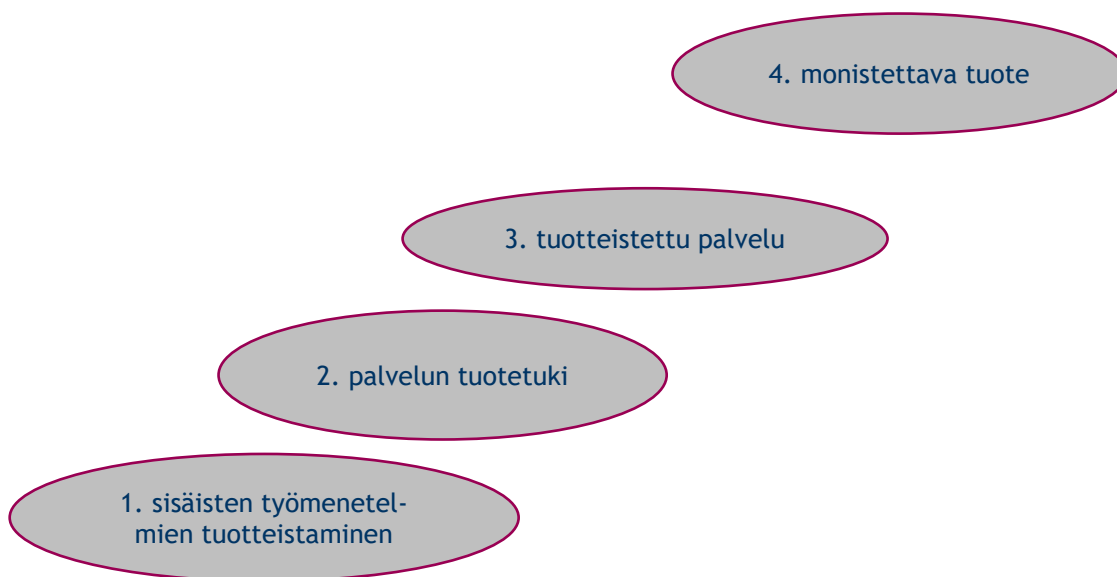 4. monistettava tuote
3. tuotteistettu palvelu
2. palvelun tuotetuki
1. sisäisten työmenetel-
mien tuotteistaminen